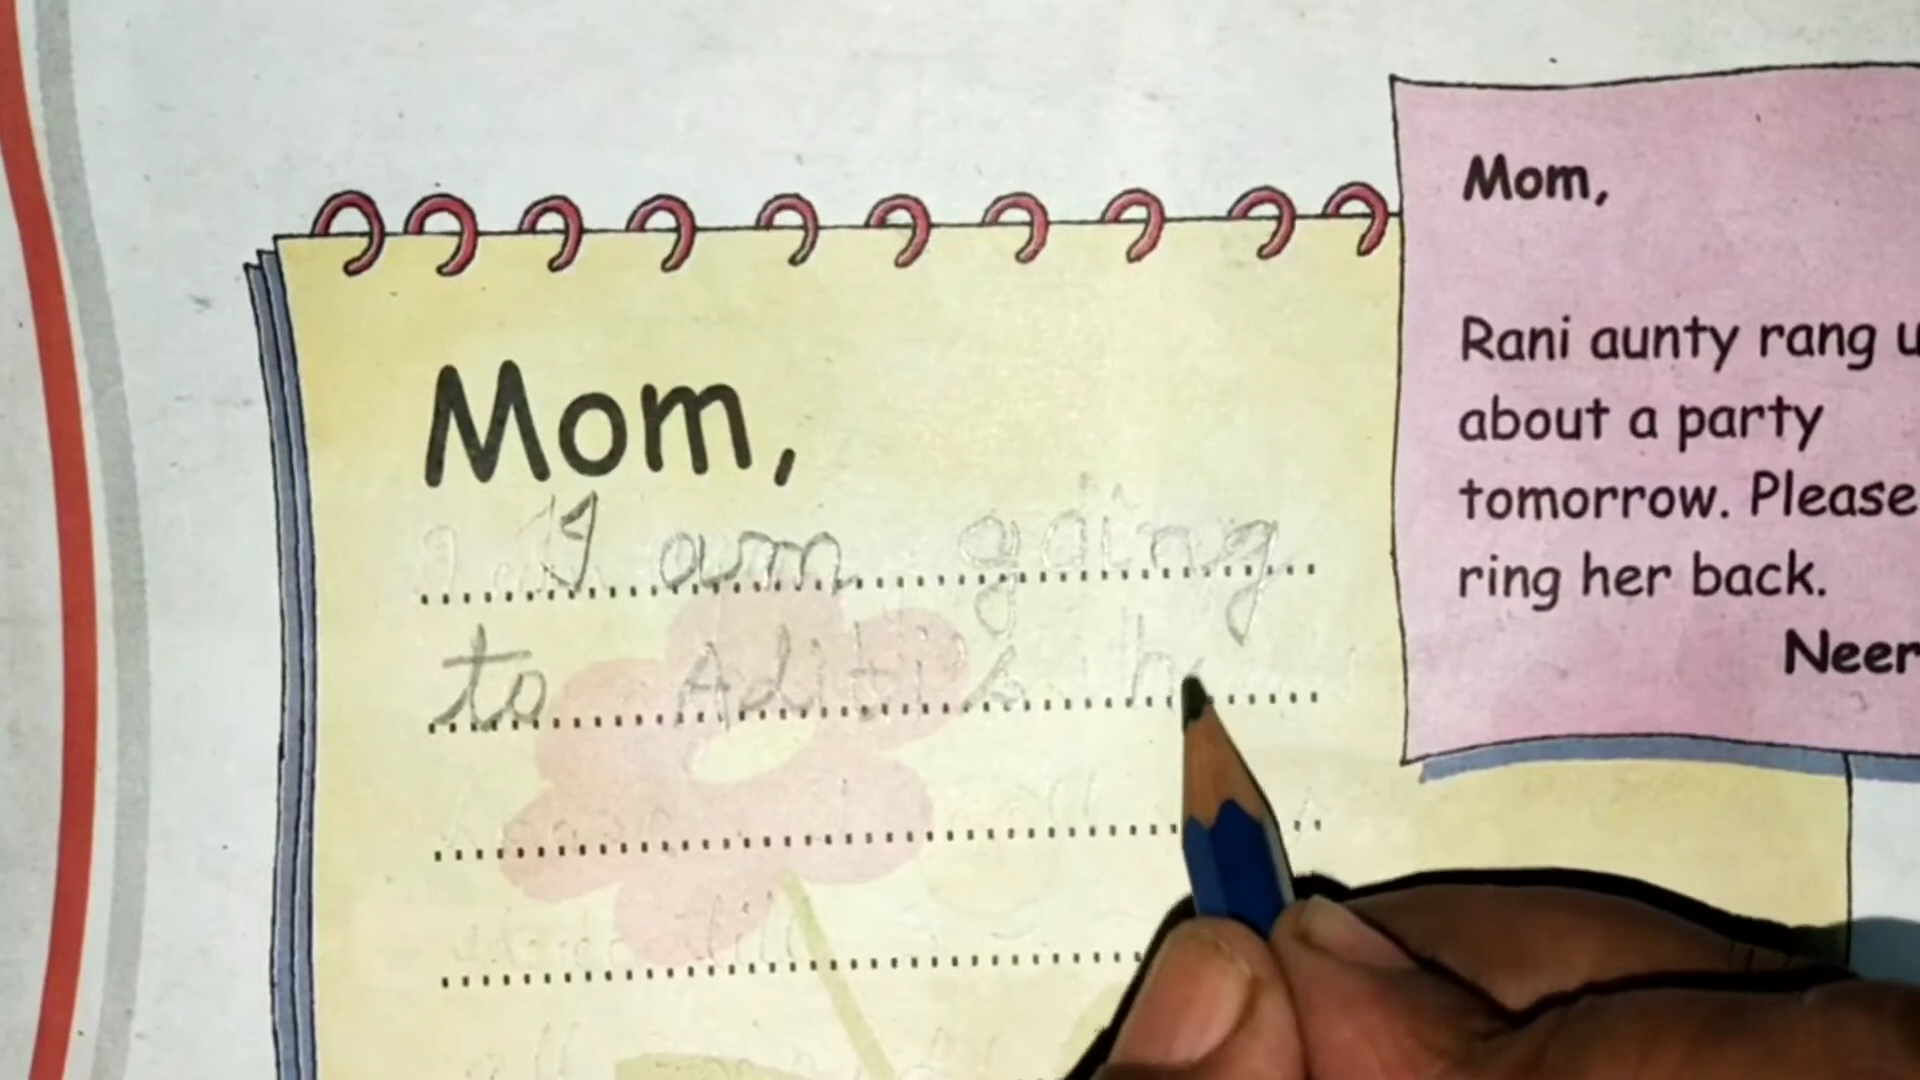 Mom,
I am going
to Aditi's h
Mom,
Rani aunty rang u
about a party
tomorrow. Please
ring her back.
Neer